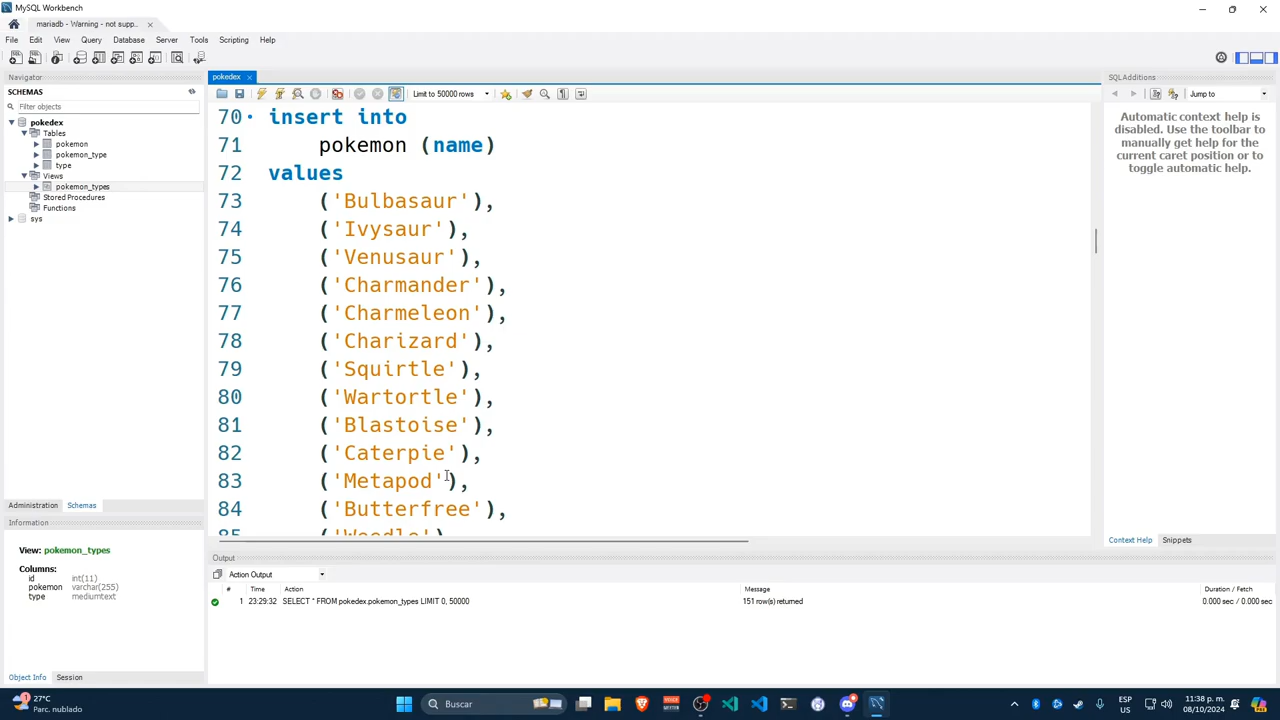 MySQL Workbench
mariadb - Warning - not supp...
File Edit View Query Database Server Tools Scripting Help
Navigator
SCHEMAS
Filter objects
pokedex
Tables
pokemon
pokemon_type
type
Views
pokemon_types
Stored Procedures
Functions
sys
Administration Schemas
Information
View: pokemon_types
Columns:
id int(11)
pokemon varchar(255)
type mediumtext
Object Info Session
pokedex
Limit to 50000 rows
70 insert into
71 pokemon (name)
72 values
73 ('Bulbasaur'),
74 ('Ivysaur'),
75 ('Venusaur'),
76 ('Charmander'),
77 ('Charmeleon'),
78 ('Charizard'),
79 ('Squirtle'),
80 ('Wartortle'),
81 ('Blastoise'),
82 ('Caterpie'),
83 ('Metapod'),
84 ('Butterfree'),
85 ('Weedle')
Output
Action Output
# Time Action Message Duration / Fetch
1 23:29:32 SELECT * FROM pokedex.pokemon_types LIMIT 0, 50000 151 row(s) returned 0.000 sec / 0.000 sec
SQLAdditions
Jump to
Automatic context help is
disabled. Use the toolbar to
manually get help for the
current caret position or to
toggle automatic help.
Context Help Snippets
1
27°C
Parc. nublado
Buscar
ESP
US
11:38 p. m.
08/10/2024